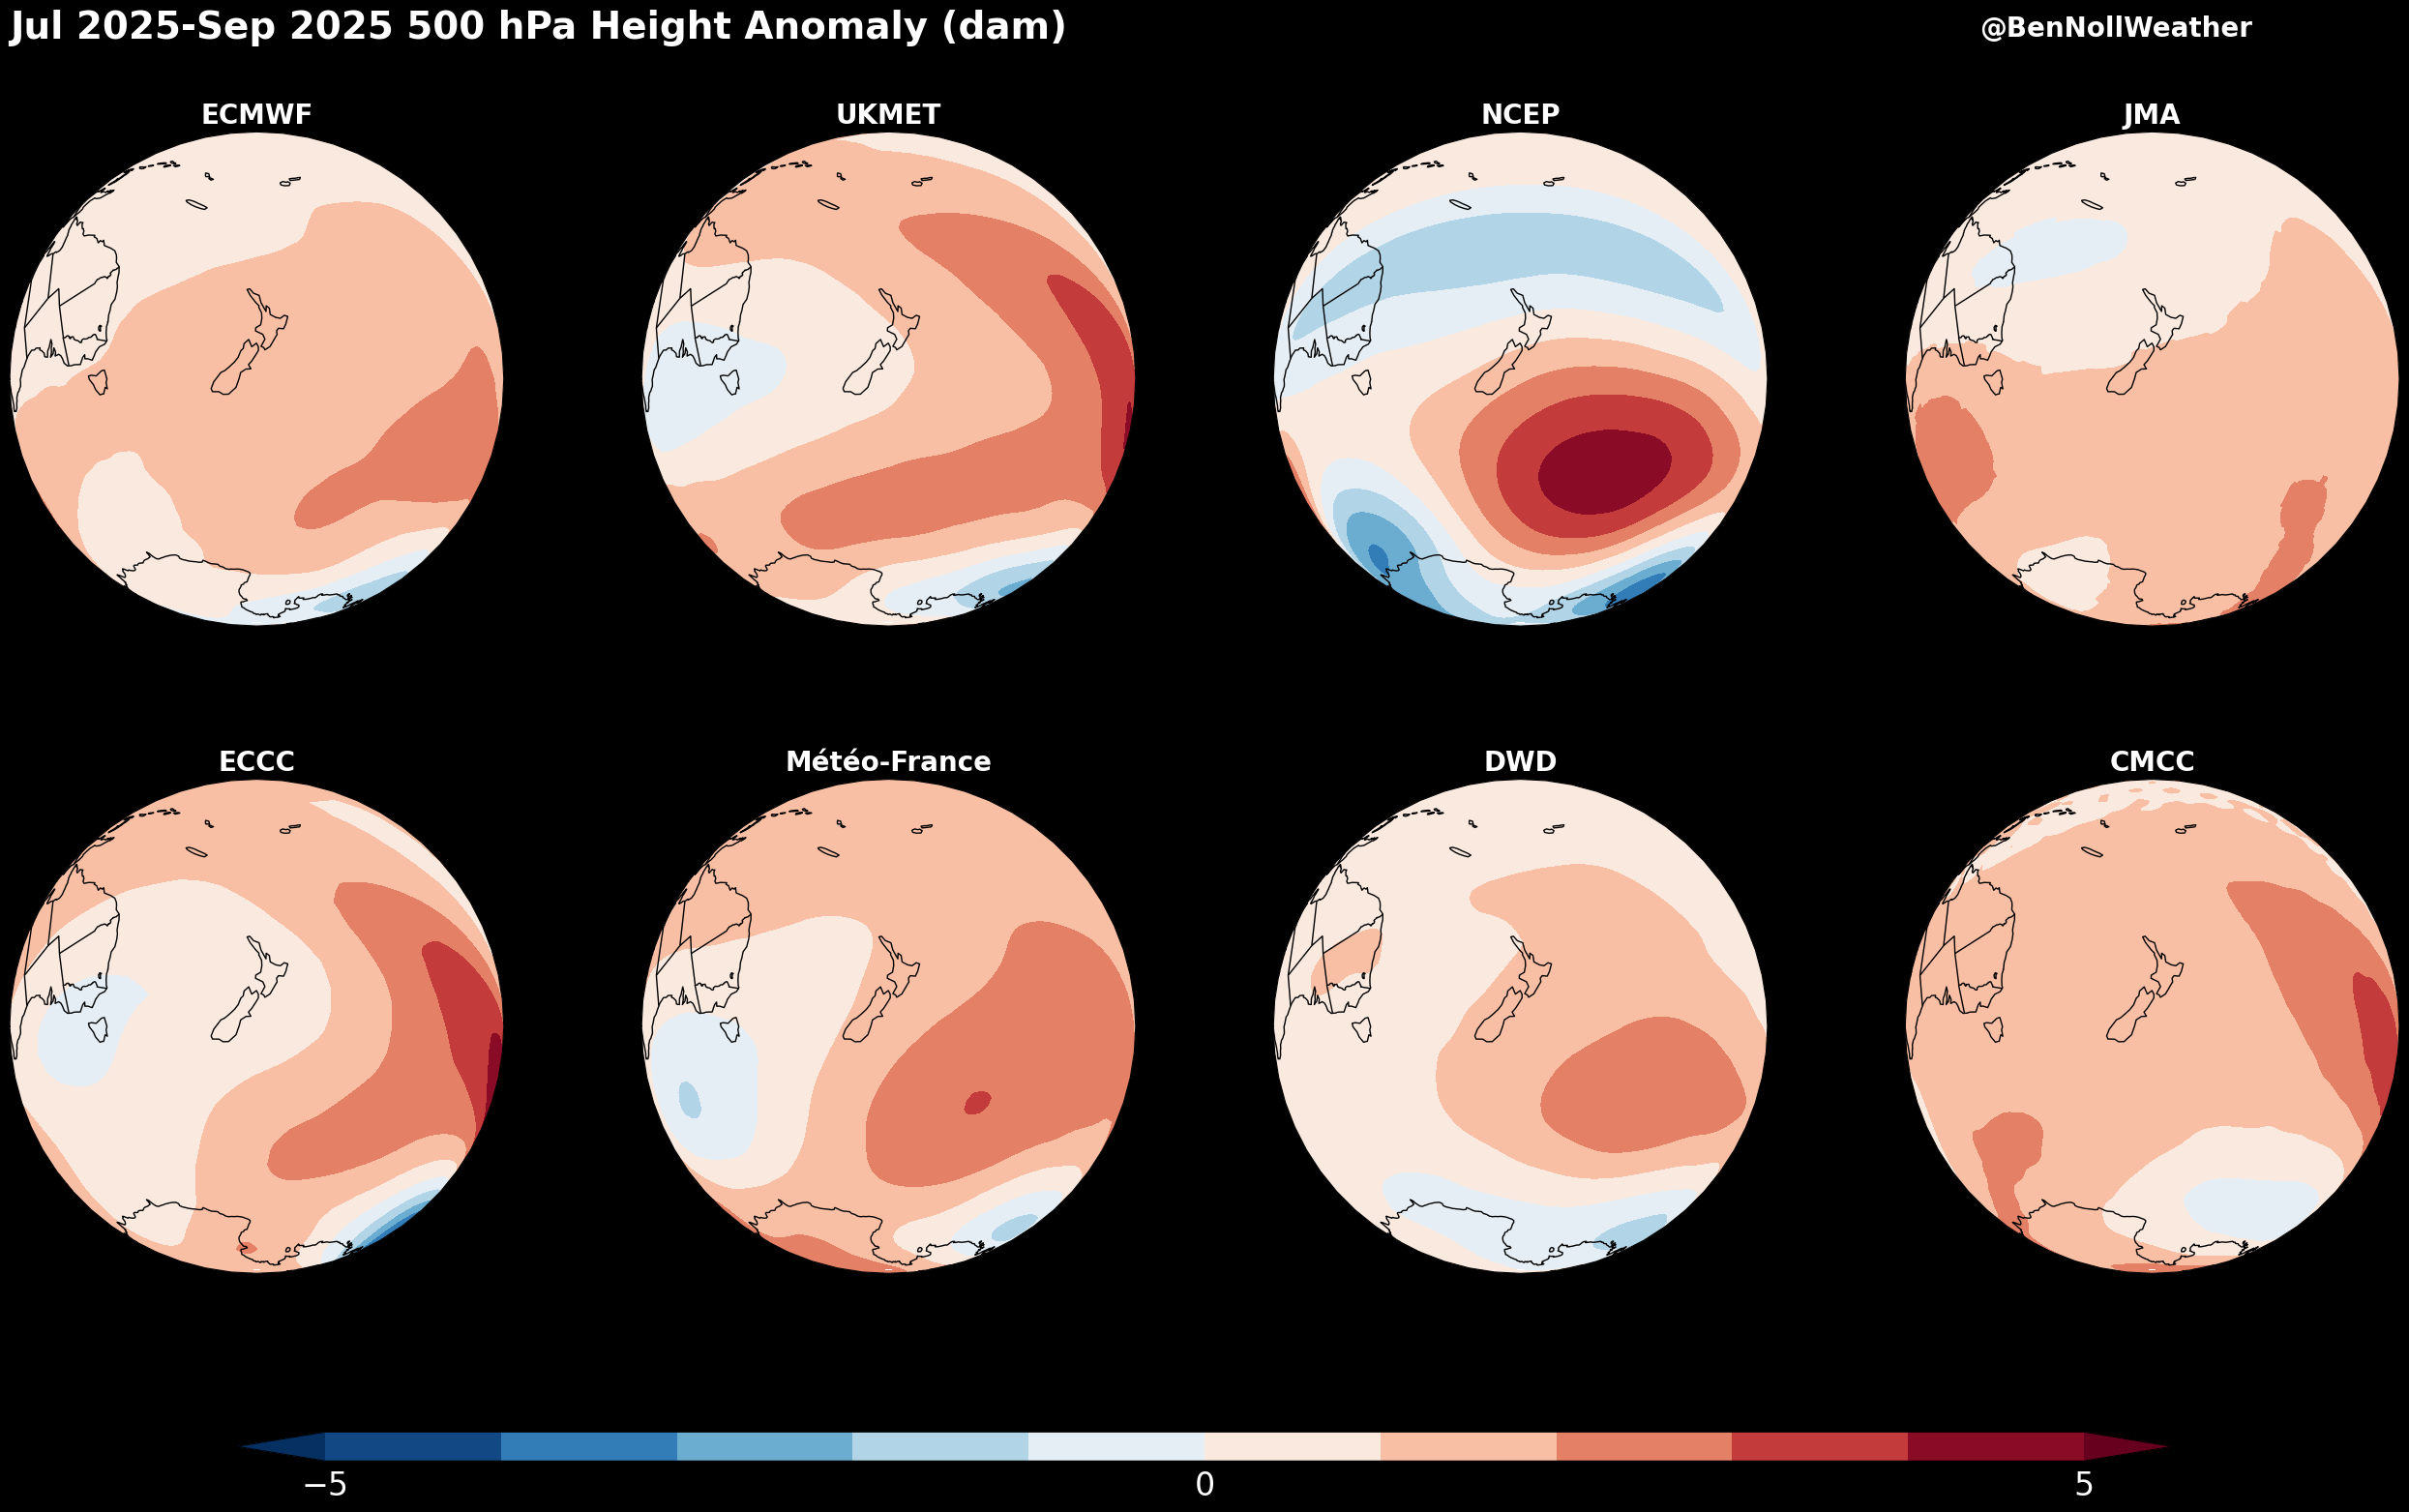 Jul 2025-Sep 2025 500 hPa Height Anomaly (dam)
@BenNollWeather
ECMWF
UKMET
NCEP
JMA
ECCC
Météo-France
DWD
CMCC
−5
0
5